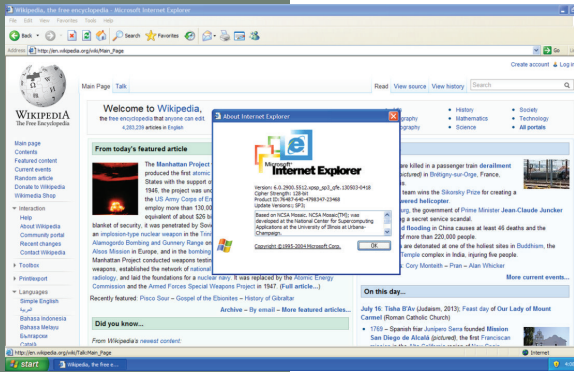 Wikipedia, the free encyclopedia - Microsoft Internet Explorer
File Edit View Favorites Tools Help
Back Search Favorites
Address http://en.wikipedia.org/wiki/Main_Page Go
Create account Log in
Main Page Talk Read View source View history Search
WIKIPEDIA
The Free Encyclopedia
Main page
Contents
Featured content
Current events
Random article
Donate to Wikipedia
Wikimedia Shop
Interaction
Help
About Wikipedia
Community portal
Recent changes
Contact Wikipedia
Toolbox
Print/export
Languages
Simple English
العربية
Bahasa Indonesia
Bahasa Melayu
Български
Català
Welcome to Wikipedia,
the free encyclopedia that anyone can edit.
4,283,239 articles in English
History
Society
Mathematics
Technology
Science
All portals
From today's featured article
The Manhattan Project
produced the first atomic
States with the support
1946, the project was
the US Army Corps of
employ more than 130,00
equivalent of about $26 b
blanket of security, it was penetrated by Sovi
an implosion-type nuclear weapon in the Trin
Alamogordo Bombing and Gunnery Range on
Alsos Mission in Europe, and in the bombing
Manhattan Project conducted weapons testing
weapons, established the network of national
radiology, and laid the foundations for a nuclear navy. It was replaced by the Atomic Energy
Commission and the Armed Forces Special Weapons Project in 1947. (Full article...)
Recently featured: Pisco Sour – Gospel of the Ebionites – History of Gibraltar
Archive – By email – More featured articles...
Did you know...
From Wikipedia's newest content:
About Internet Explorer
Microsoft
Internet Explorer
Version: 6.0.2900.5512.xpsp_sp3_qfe.130503-0418
Cipher Strength: 128-bit
Product ID:76487-640-4798347-23468
Update Versions:; SP3;
Based on NCSA Mosaic. NCSA Mosaic(TM); was
developed at the National Center for Supercomputing
Applications at the University of Illinois at Urbana-
Champaign.
Copyright ©1995-2004 Microsoft Corp.
OK
are killed in a passenger train derailment
pictured) in Brétigny-sur-Orge, France,
team wins the Sikorsky Prize for creating a
powered helicopter.
government of Prime Minister Jean-Claude Juncker
a secret service scandal.
flooding in China causes at least 46 deaths and the
of more than 220,000 people
are detonated at one of the holiest sites in Buddhism, the
Temple complex in India, injuring five people.
Cory Monteith – Pran – Alan Whicker
More current events...
On this day...
July 16: Tisha B'Av (Judaism, 2013); Feast day of Our Lady of Mount
Carmel (Roman Catholic Church)
1769 – Spanish friar Junípero Serra founded Mission
San Diego de Alcalá (pictured), the first Franciscan
http://en.wikipedia.org/wiki/Talk:Main_Page
Internet
start
Wikipedia, the free e...